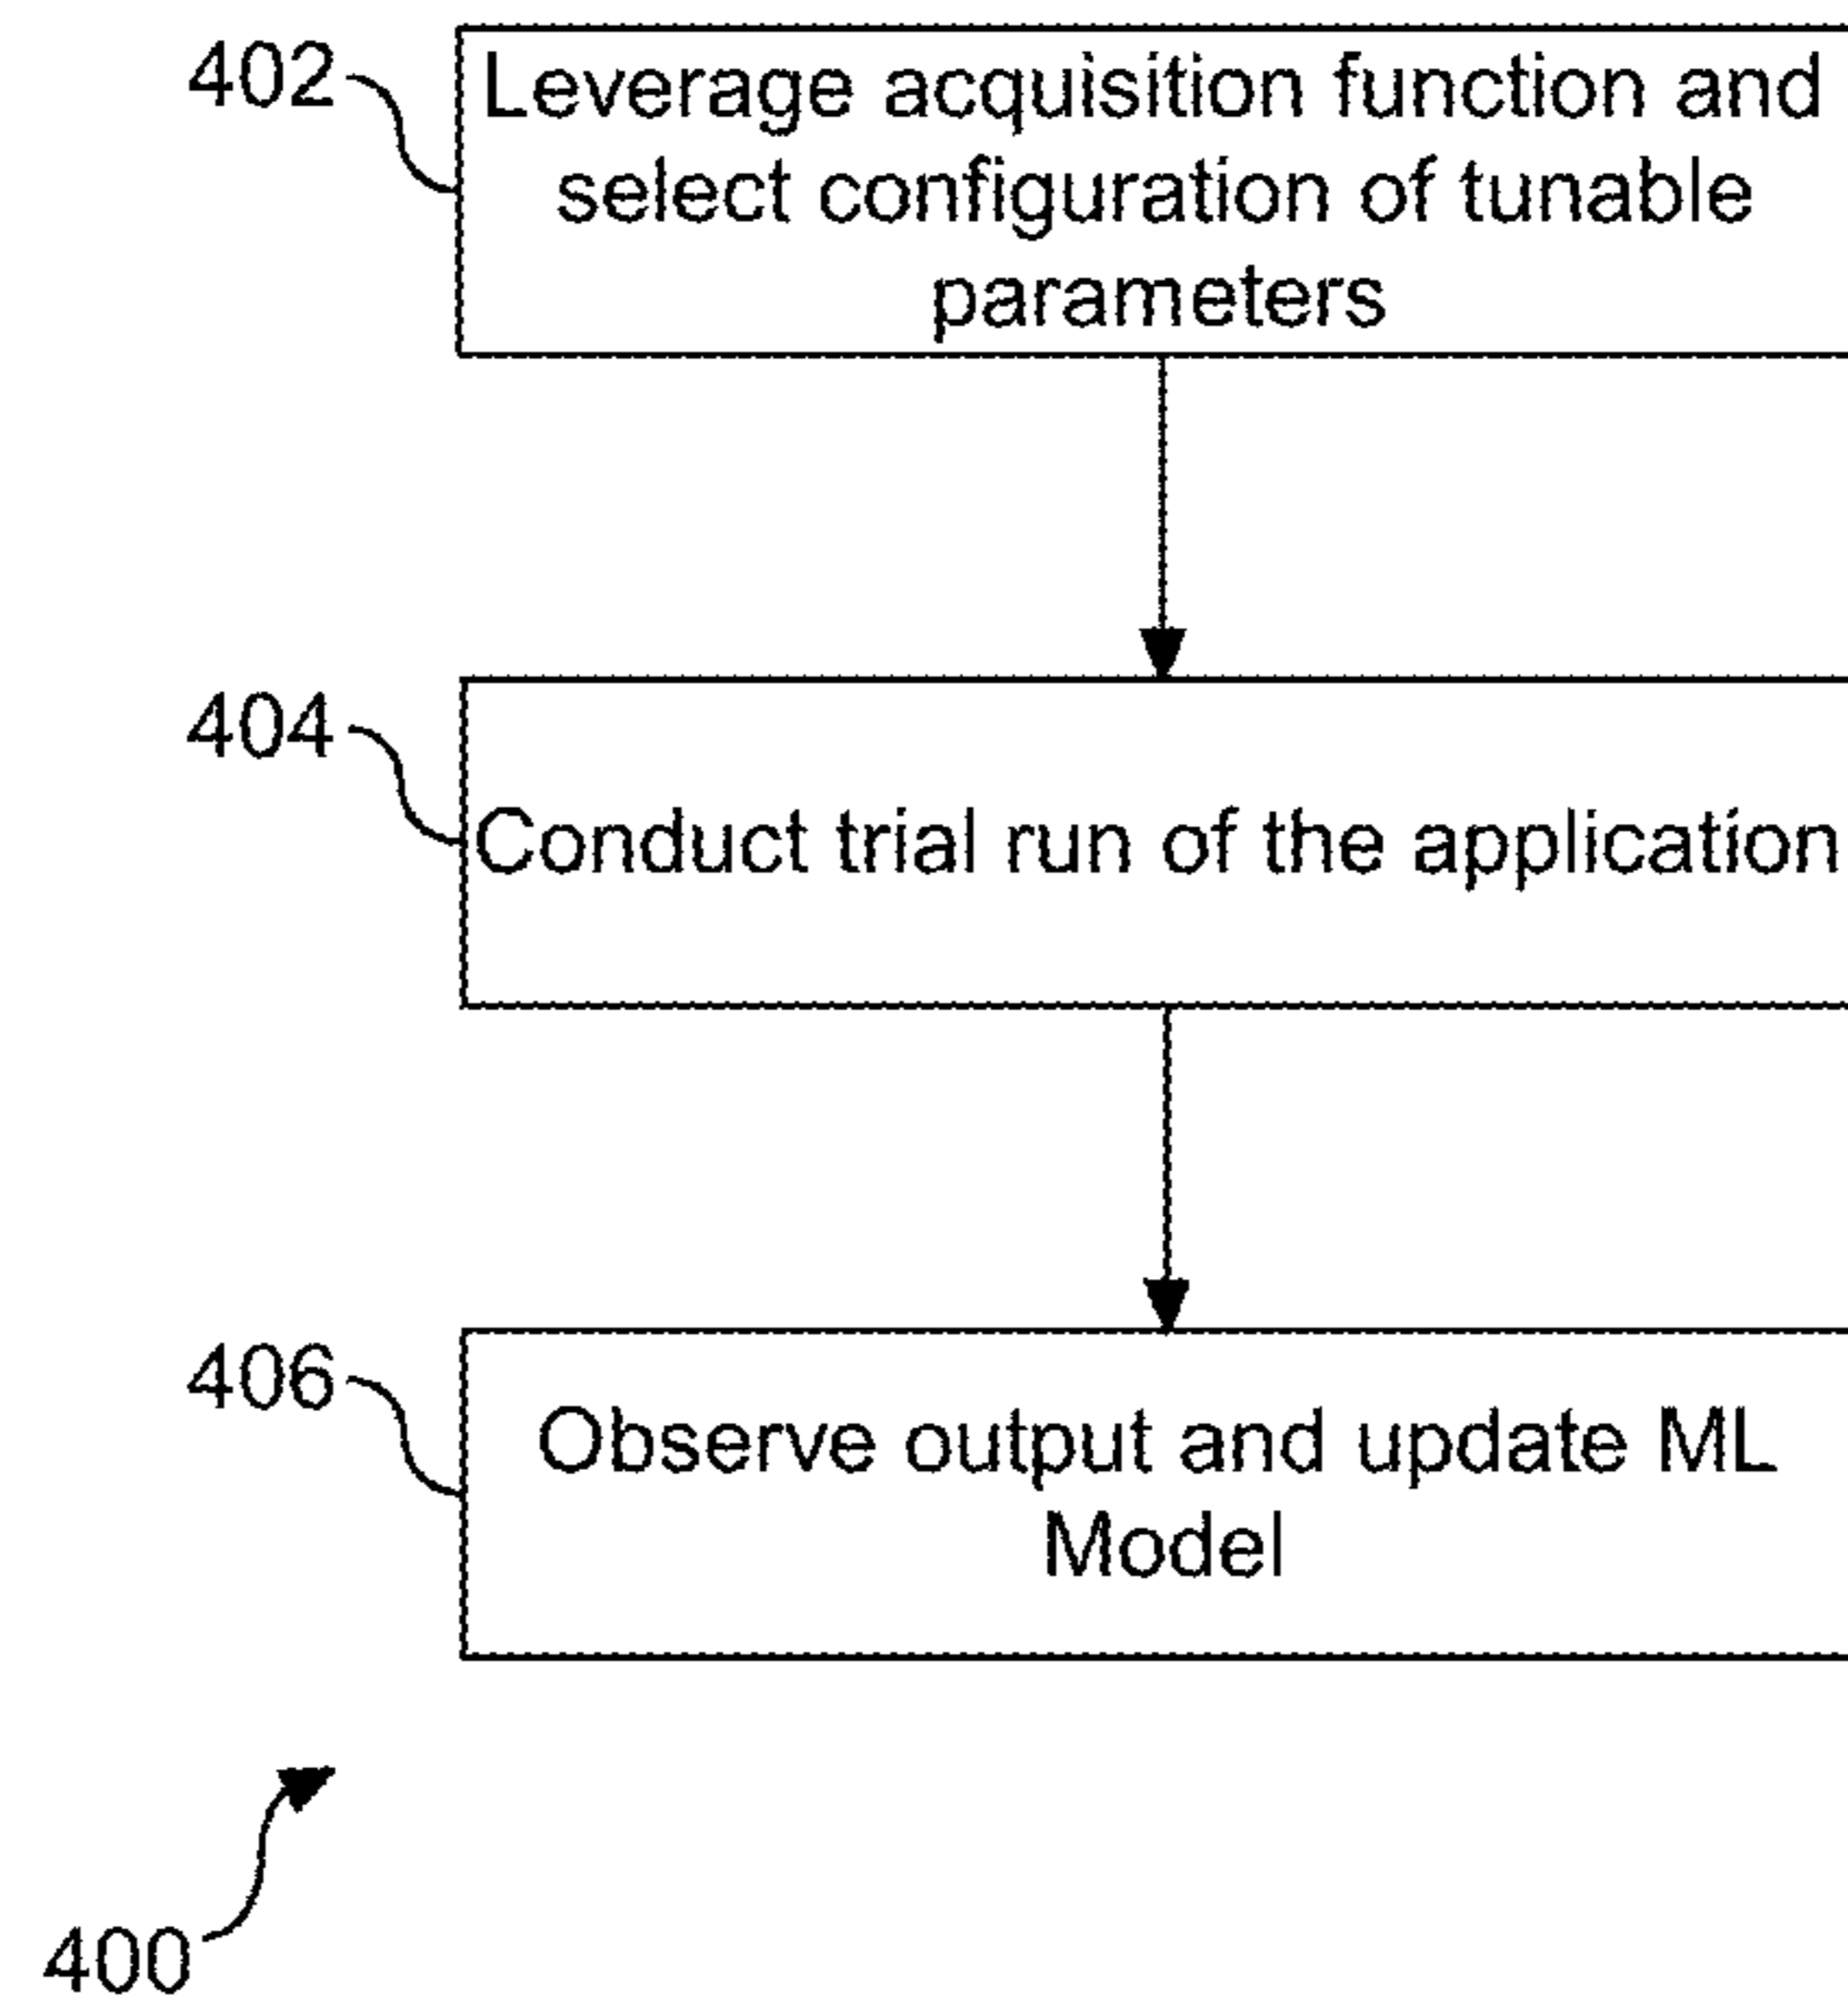 402
Leverage acquisition function and
select configuration of tunable
parameters
404
Conduct trial run of the application
406
Observe output and update ML
Model
400